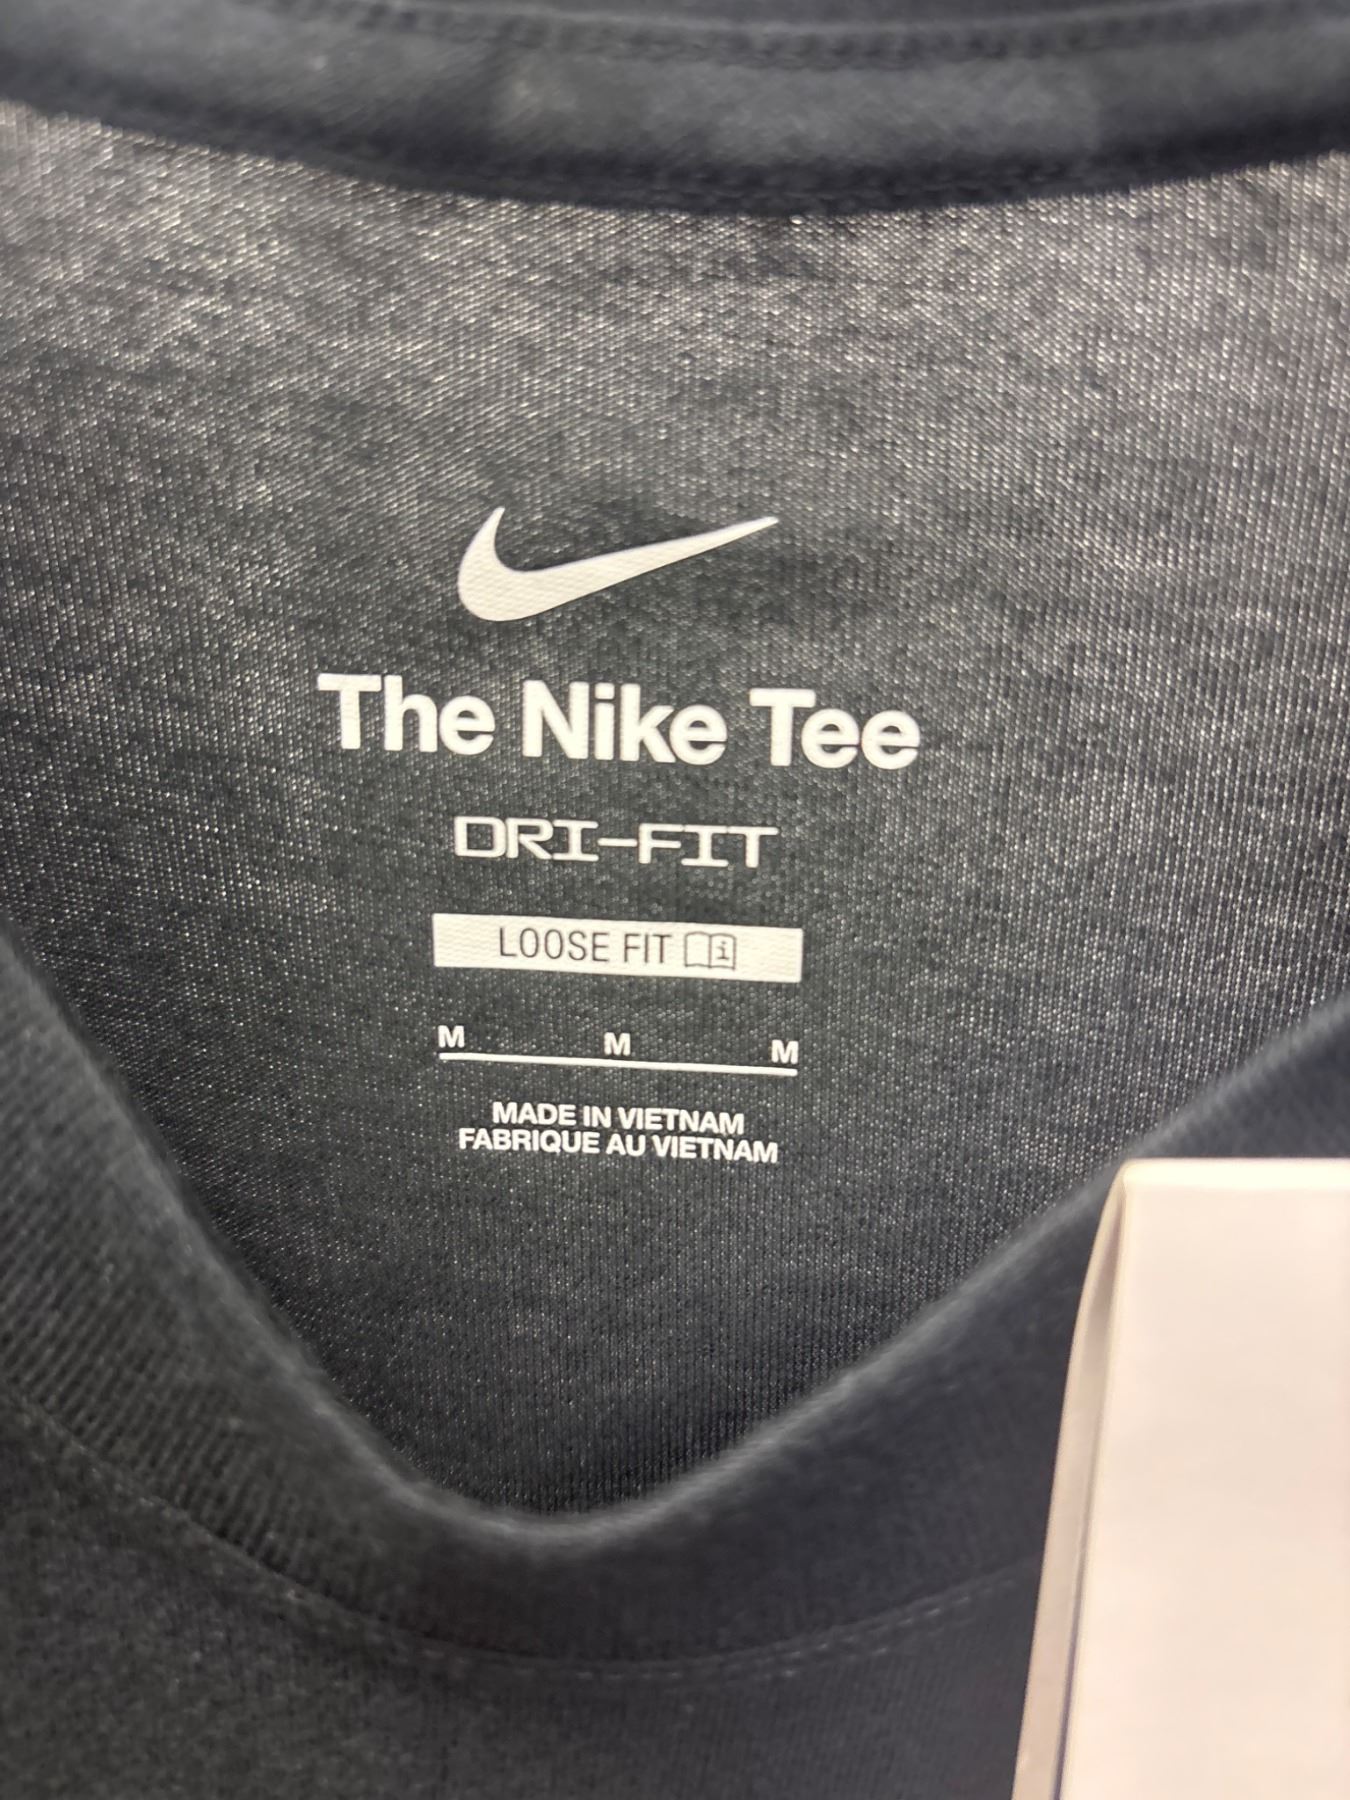 The Nike Tee
DRI-FIT
LOOSE FIT
M M M
MADE IN VIETNAM
FABRIQUE AU VIETNAM